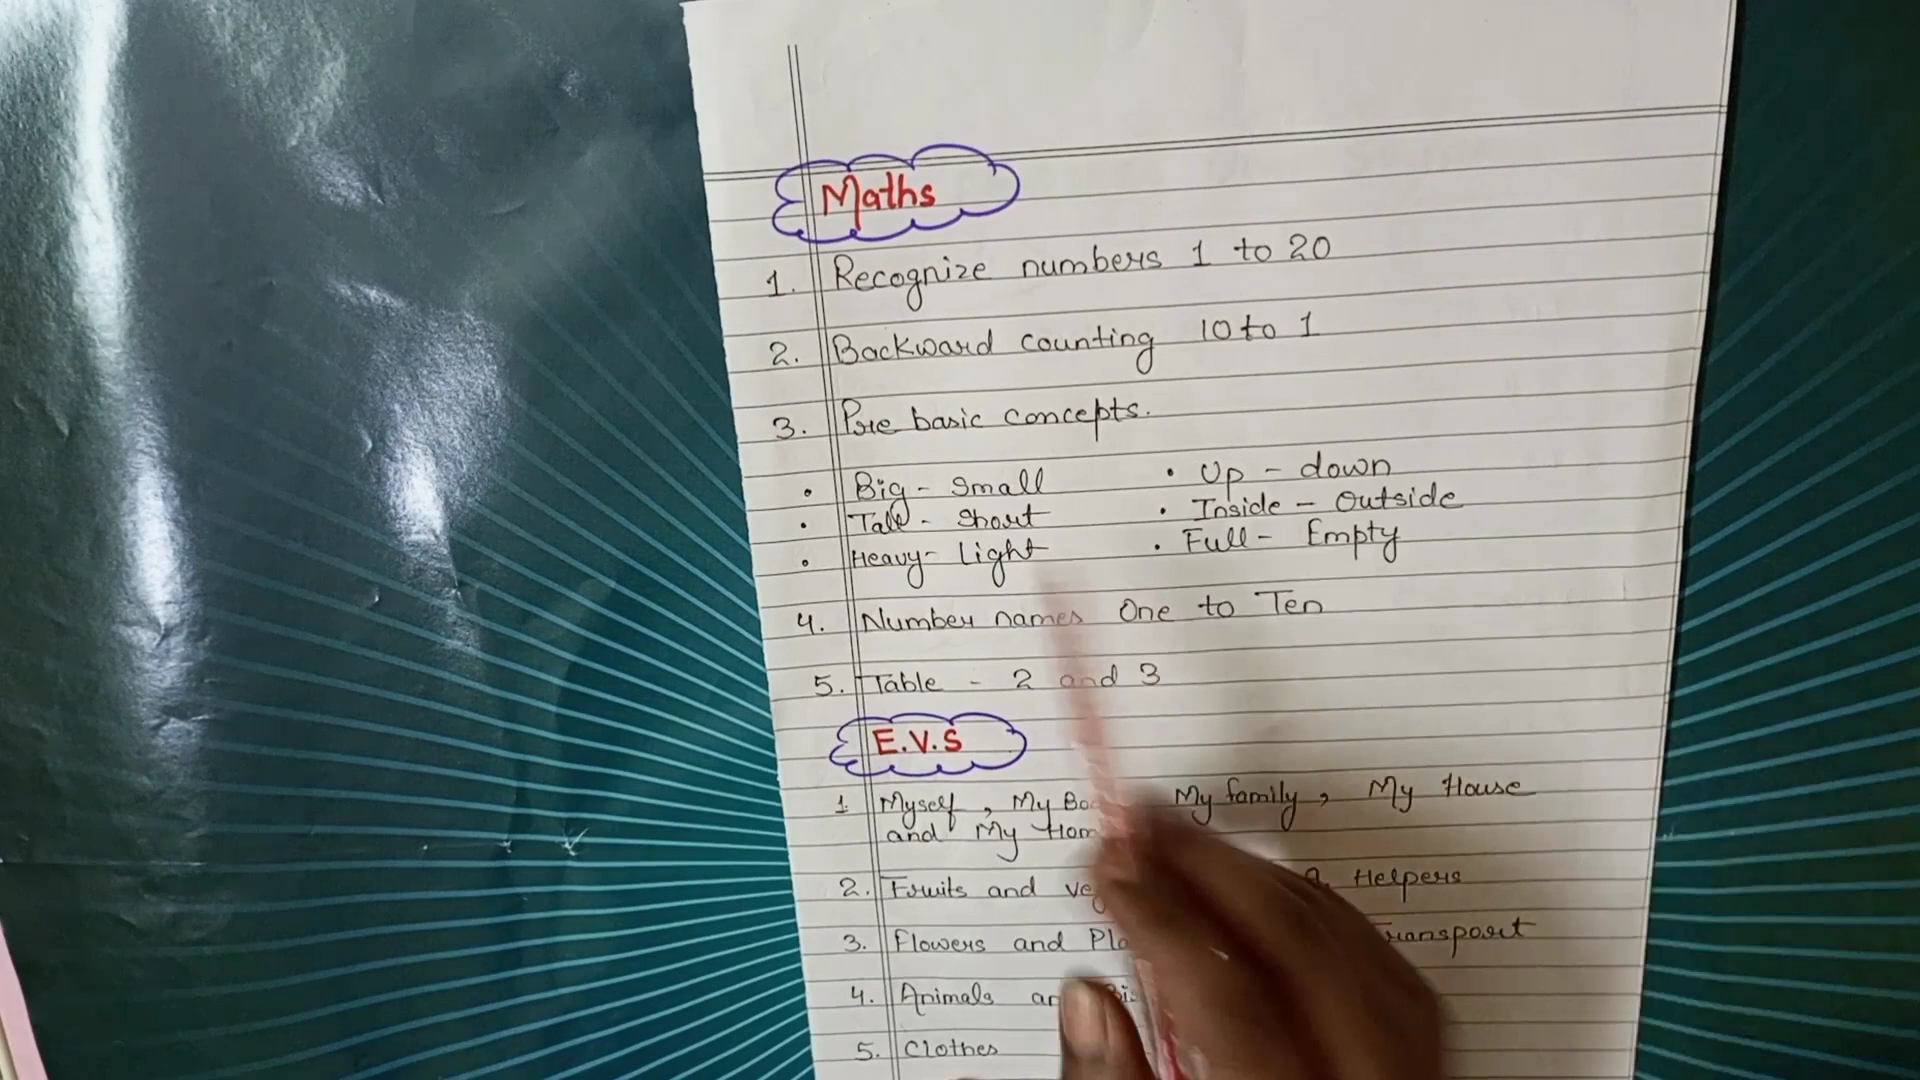 Maths
1. Recognize numbers 1 to 20
2. Backward counting 10 to 1
3. Pre basic concepts.
• Big - Small • Up - down
• Tall - Short • Inside - Outside
• Heavy - Light • Full - Empty
4. Number names One to Ten
5. Table - 2 and 3
E.V.S
1. Myself, My My family, My House
and My
2. Fruits and Helpers
3. Flowers and
4. Animals
5. Clothes